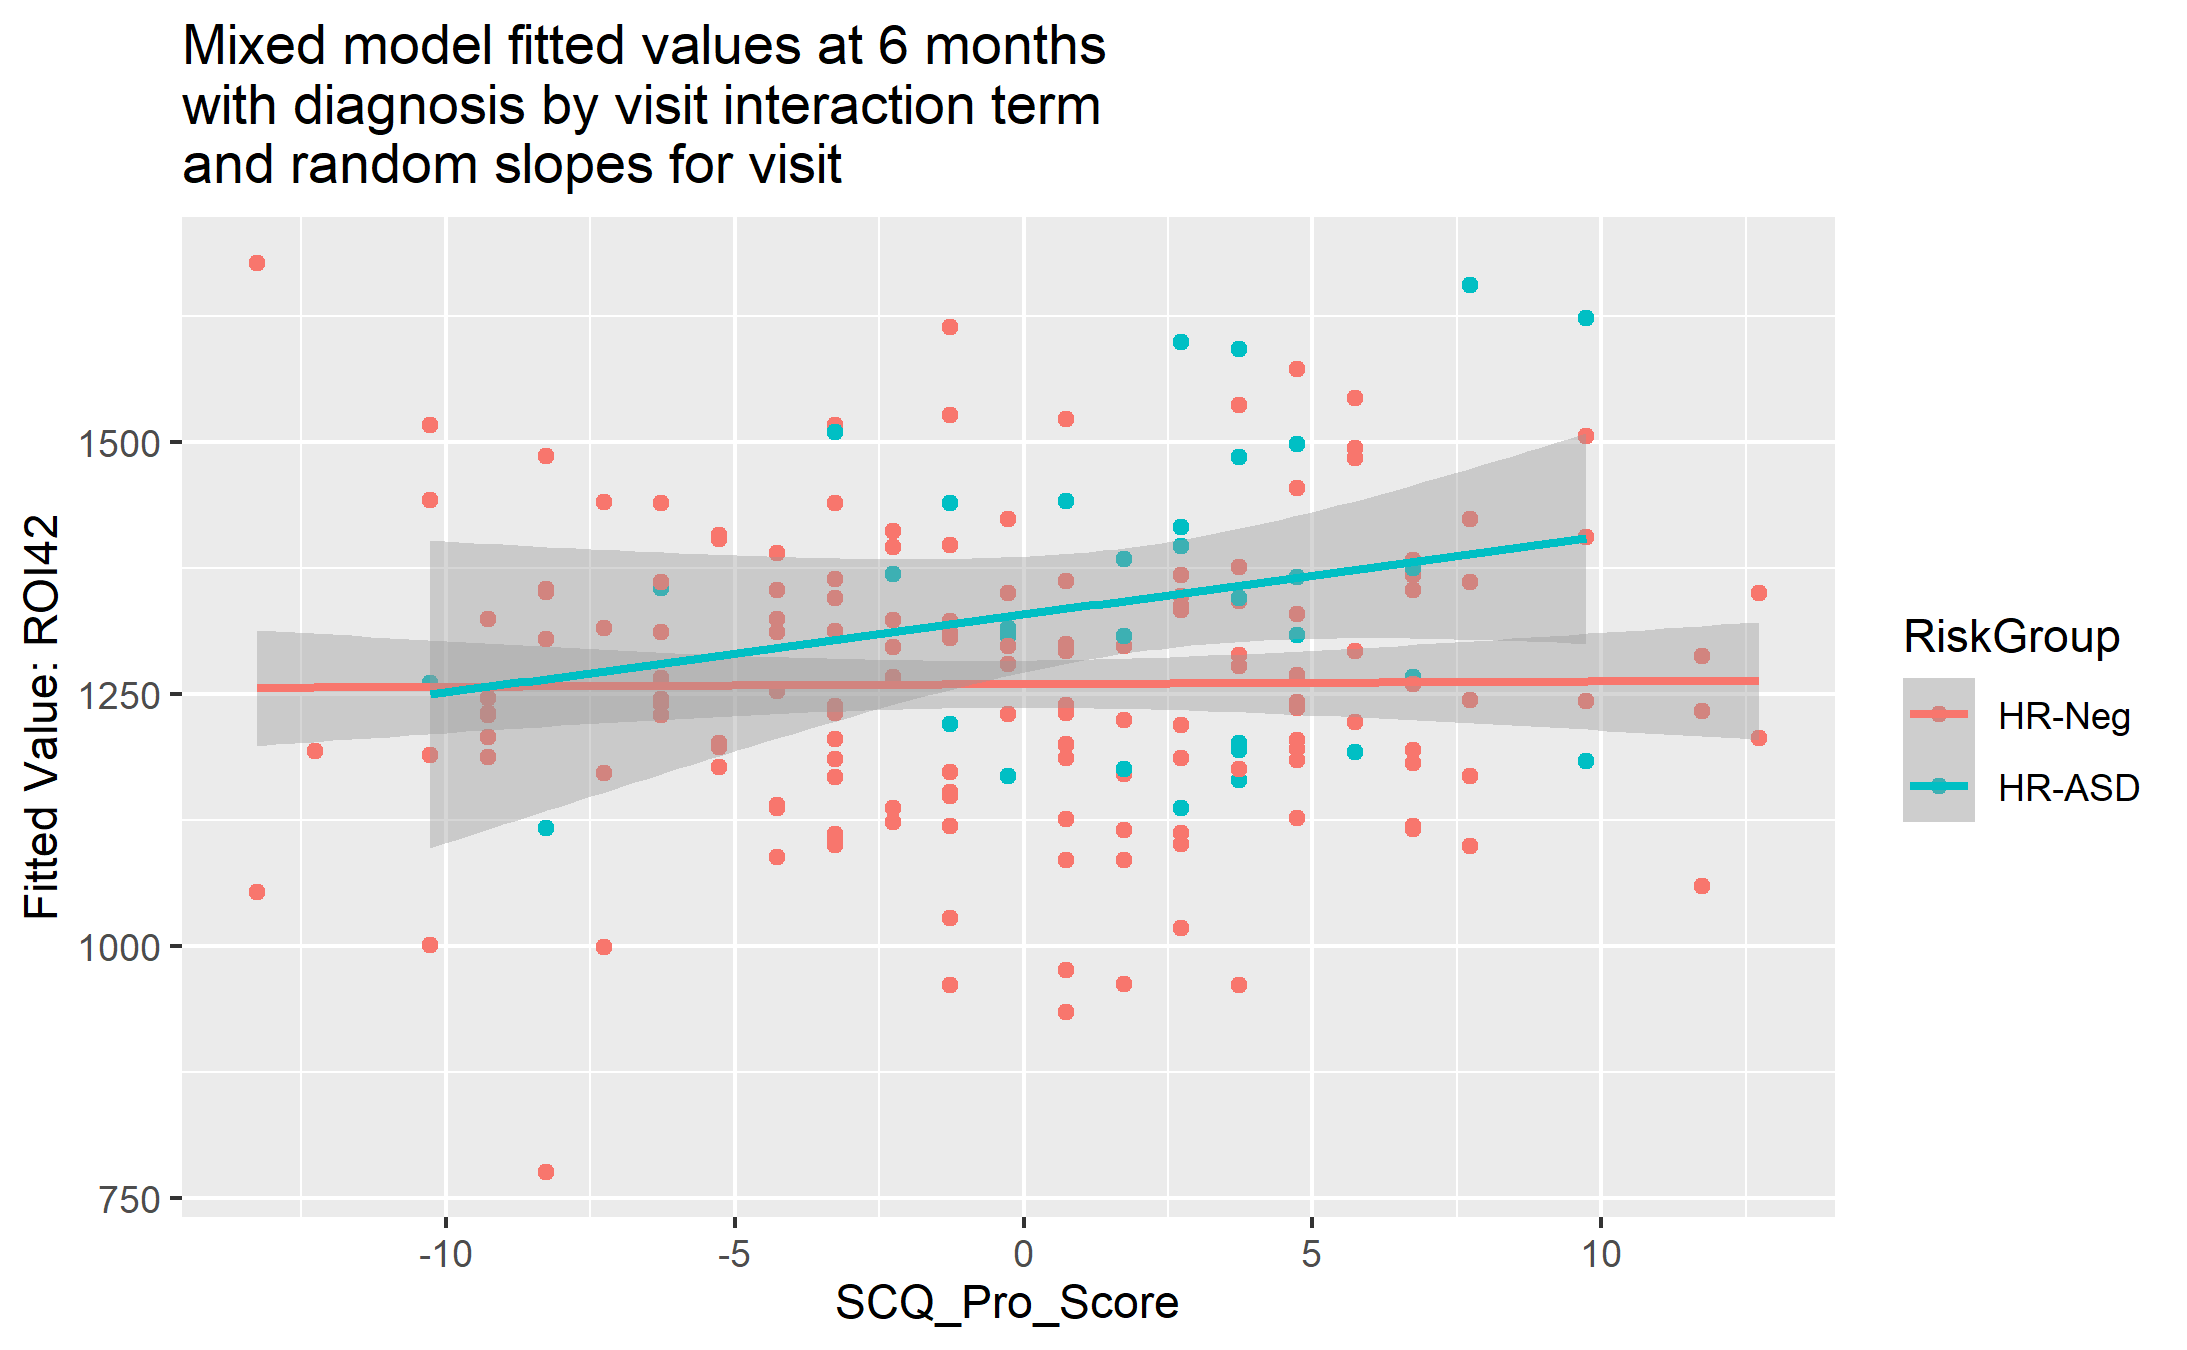 Mixed model fitted values at 6 months
with diagnosis by visit interaction term
and random slopes for visit
Fitted Value: ROI42
1500
1250
1000
750
-10
-5
0
5
10
SCQ_Pro_Score
RiskGroup
HR-Neg
HR-ASD